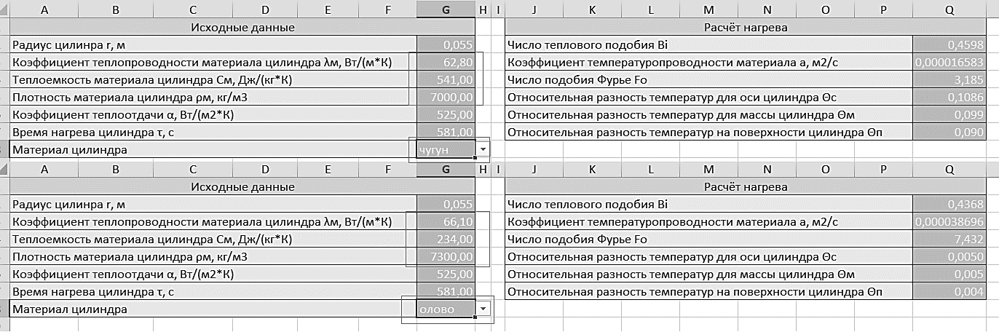 A B C D E F G H I J K L M N O P Q
Исходные данные Расчёт нагрева
Радиус цилинра r, м 0,055 Число теплового подобия Bi 0,4598
Коэффициент теплопроводности материала цилиндра λм, Вт/(м*К) 62,80 Коэффициент температуропроводности материала a, м2/с 0,000016583
Теплоемкость материала цилиндра См, Дж/(кг*К) 541,00 Число подобия Фурье Fo 3,185
Плотность материала цилиндра ρм, кг/м3 7000,00 Относительная разность температур для оси цилиндра Θс 0,1086
Коэффициент теплоотдачи α, Вт/(м2*К) 525,00 Относительная разность температур для массы цилиндра Θм 0,099
Время нагрева цилиндра τ, с 581,00 Относительная разность температур на поверхности цилиндра Θп 0,090
Материал цилиндра чугун
A B C D E F G H I J K L M N O P Q
Исходные данные Расчёт нагрева
Радиус цилинра r, м 0,055 Число теплового подобия Bi 0,4368
Коэффициент теплопроводности материала цилиндра λм, Вт/(м*К) 66,10 Коэффициент температуропроводности материала a, м2/с 0,000038696
Теплоемкость материала цилиндра См, Дж/(кг*К) 234,00 Число подобия Фурье Fo 7,432
Плотность материала цилиндра ρм, кг/м3 7300,00 Относительная разность температур для оси цилиндра Θс 0,0050
Коэффициент теплоотдачи α, Вт/(м2*К) 525,00 Относительная разность температур для массы цилиндра Θм 0,005
Время нагрева цилиндра τ, с 581,00 Относительная разность температур на поверхности цилиндра Θп 0,004
Материал цилиндра олово